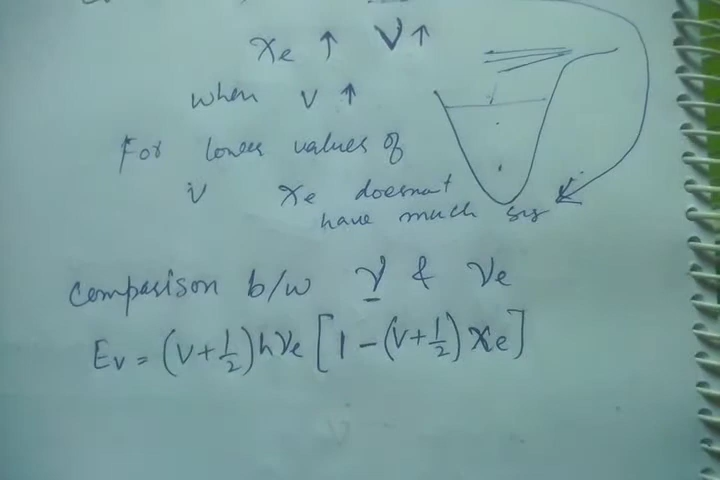 xe ↑ V ↑
when v ↑
For lower values of
v xe doesnot
have much sig
Comparison b/w ν & νe
Ev = (v+1/2)hνe [1-(v+1/2)xe]